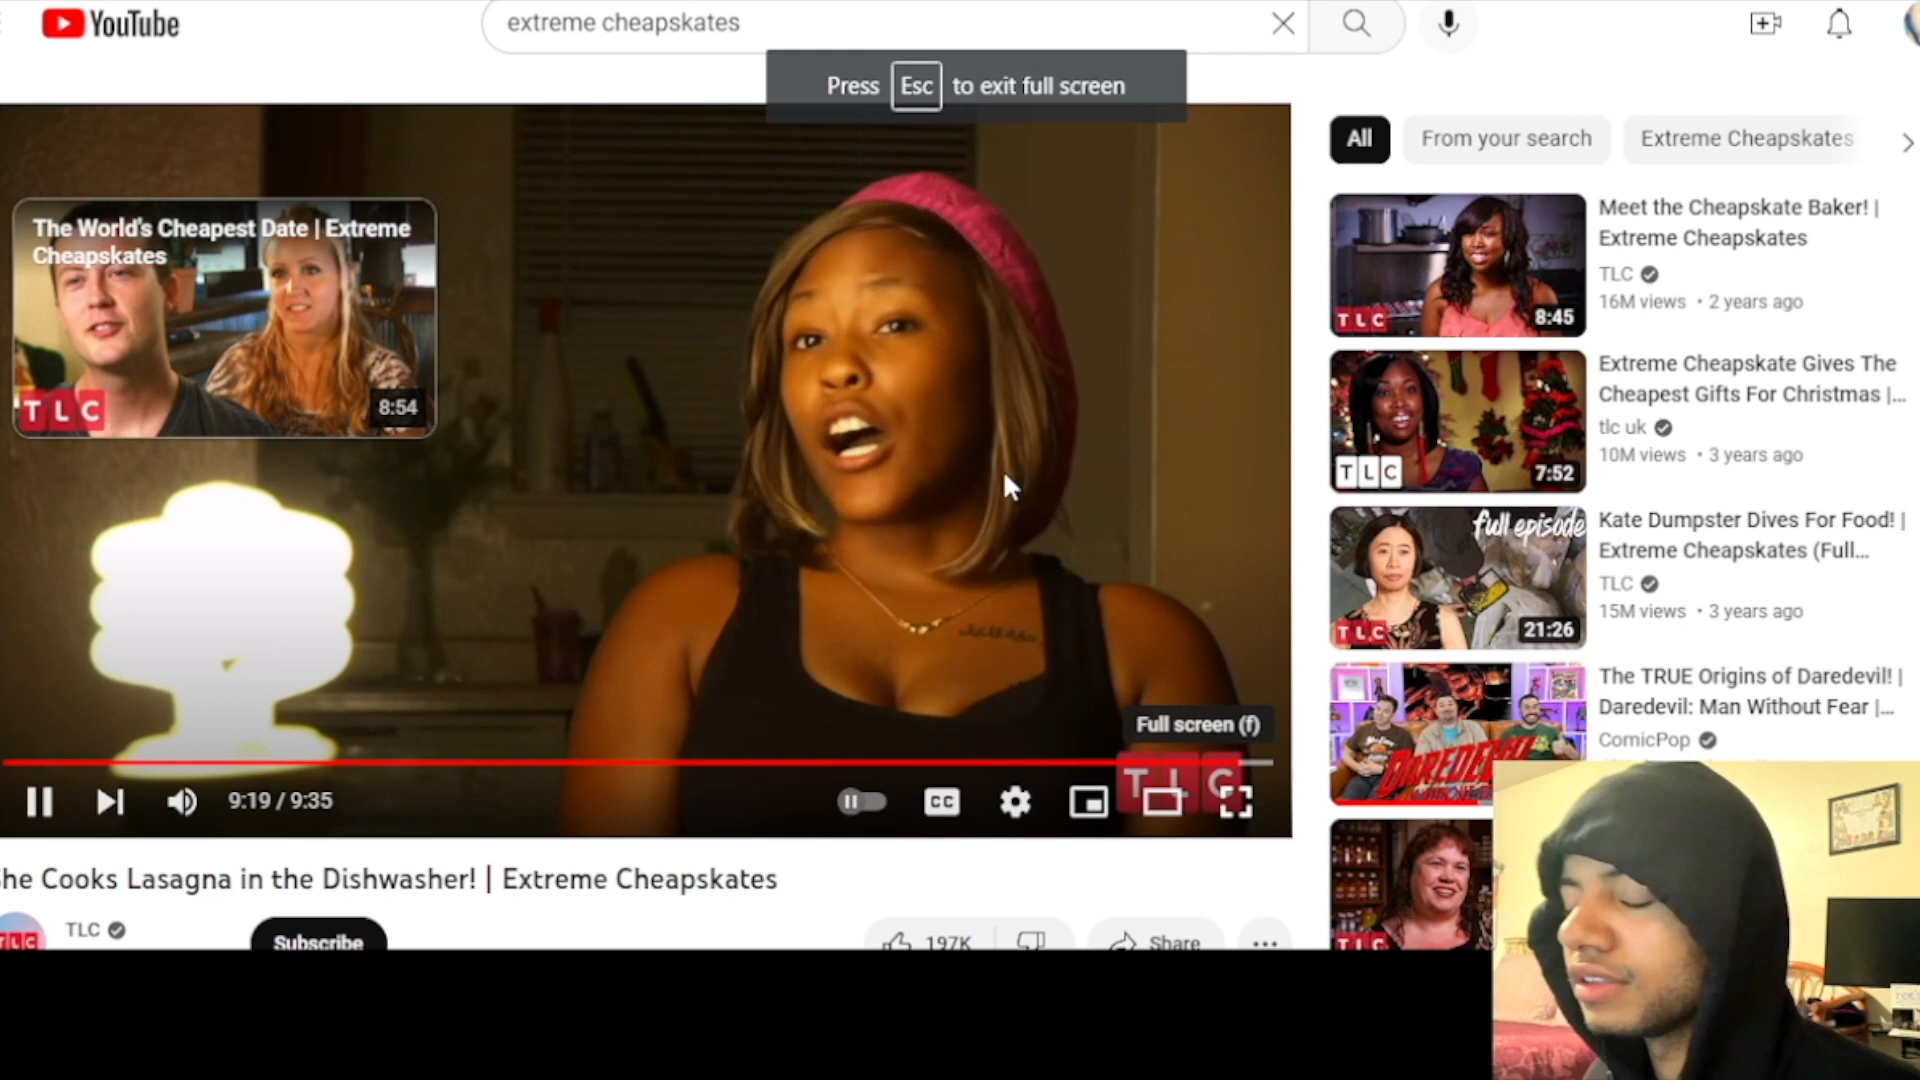 YouTube
extreme cheapskates
Press Esc to exit full screen
The World's Cheapest Date | Extreme
Cheapskates
TLC
8:54
Full screen (f)
TLC
9:19 / 9:35
CC
he Cooks Lasagna in the Dishwasher! | Extreme Cheapskates
TLC
TLC
Subscribe
197K
Share
All
From your search
Extreme Cheapskates
Meet the Cheapskate Baker! |
Extreme Cheapskates
TLC
16M views • 2 years ago
TLC
8:45
Extreme Cheapskate Gives The
Cheapest Gifts For Christmas |...
tlc uk
10M views • 3 years ago
TLC
7:52
full episode
Kate Dumpster Dives For Food! |
Extreme Cheapskates (Full...
TLC
15M views • 3 years ago
TLC
21:26
The TRUE Origins of Daredevil! |
Daredevil: Man Without Fear |...
ComicPop
DAREDEVIL
TLC